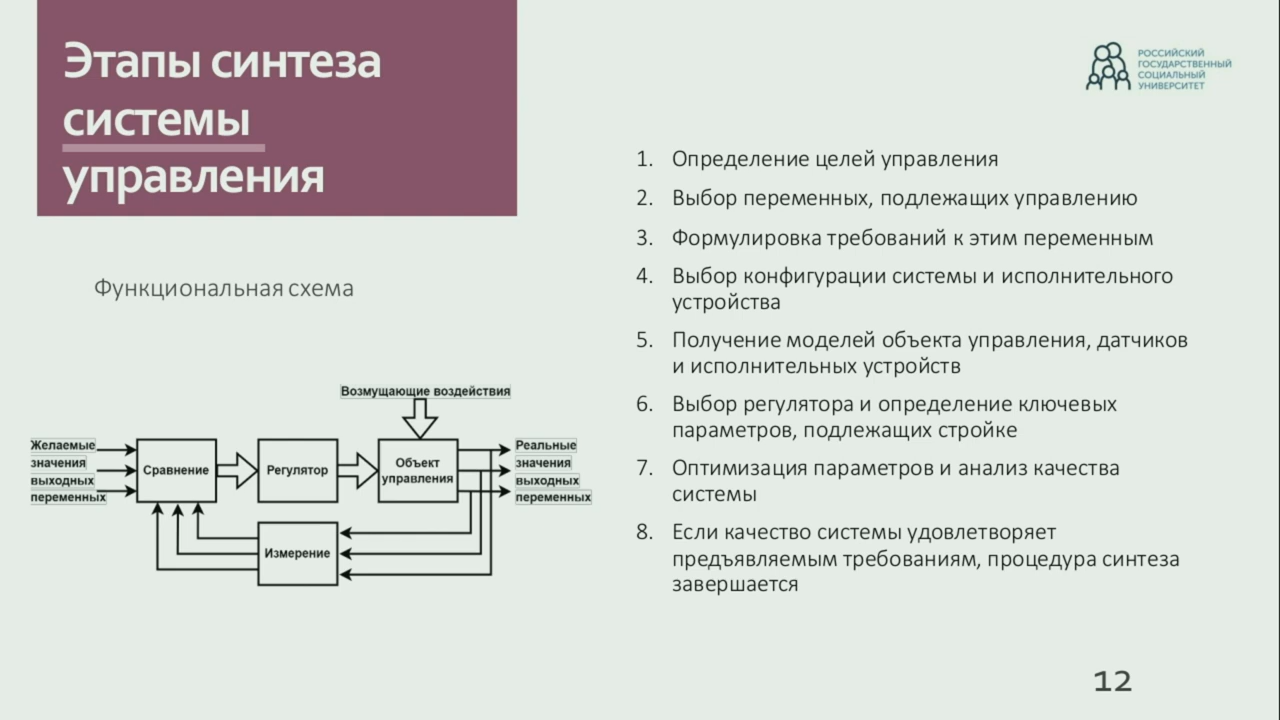 Этапы синтеза
системы
управления
РОССИЙСКИЙ
ГОСУДАРСТВЕННЫЙ
СОЦИАЛЬНЫЙ
УНИВЕРСИТЕТ
Функциональная схема
Возмущающие воздействия
Желаемые
значения
выходных
переменных
Сравнение
Регулятор
Объект
управления
Реальные
значения
выходных
переменных
Измерение
1. Определение целей управления
2. Выбор переменных, подлежащих управлению
3. Формулировка требований к этим переменным
4. Выбор конфигурации системы и исполнительного
устройства
5. Получение моделей объекта управления, датчиков
и исполнительных устройств
6. Выбор регулятора и определение ключевых
параметров, подлежащих стройке
7. Оптимизация параметров и анализ качества
системы
8. Если качество системы удовлетворяет
предъявляемым требованиям, процедура синтеза
завершается
12